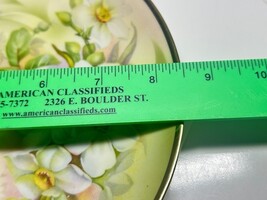 6 7 8 9 10
AMERICAN CLASSIFIEDS
5-7372 2326 E. BOULDER ST.
www.americanclassifieds.com